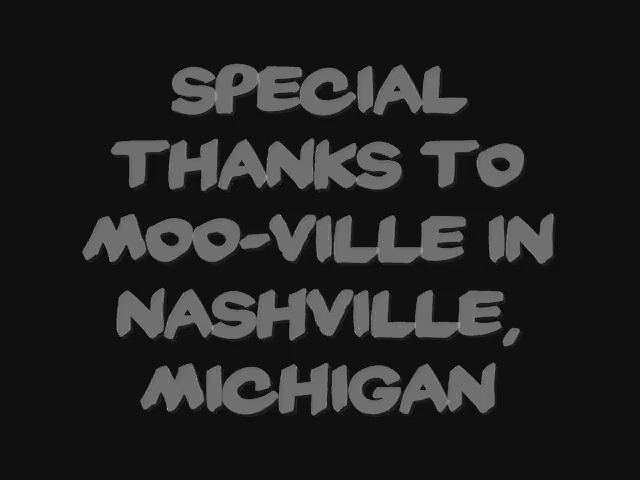 SPECIAL
THANKS TO
MOO-VILLE IN
NASHVILLE,
MICHIGAN